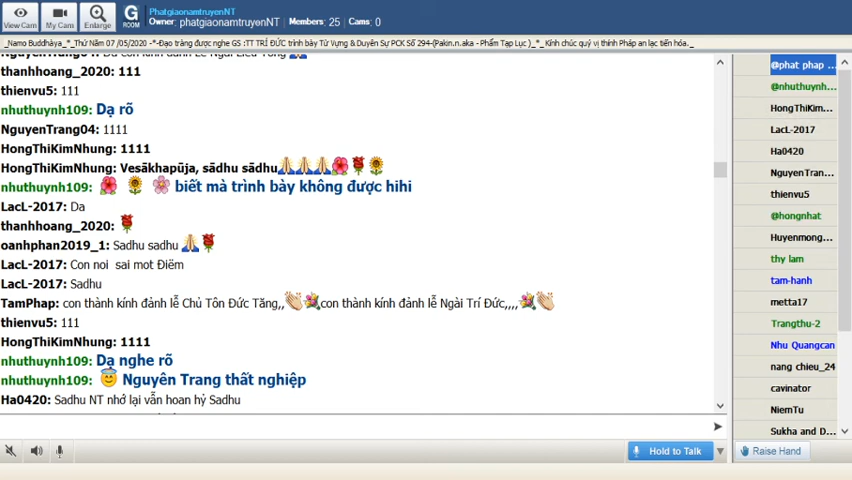 PhatgiaonamtruyenNT
Owner: phatgiaonamtruyenNT Members: 25 Cams: 0
View Cam
My Cam
Enlarge
G
ROOM
_Namo Buddhàya_*_Thứ Năm 07 /05/2020 -*-Đạo tràng được nghe GS :TT TRÍ ĐỨC trình bày Từ Vựng & Duyên Sự PCK Số 294-(Pakin.n.aka - Phẩm Tạp Lục )_*_ Kính chúc quý vị thính Pháp an lạc tiến hóa._
thanhhoang_2020: 111
thienvu5: 111
nhuthuynh109: Dạ rõ
NguyenTrang04: 1111
HongThiKimNhung: 1111
HongThiKimNhung: Vesākhapūja, sādhu sādhu
nhuthuynh109: biết mà trình bày không được hihi
LacL-2017: Da
thanhhoang_2020:
oanhphan2019_1: Sadhu sadhu
LacL-2017: Con noi sai mot Điềm
LacL-2017: Sadhu
TamPhap: con thành kính đảnh lễ Chủ Tôn Đức Tăng,, con thành kính đảnh lễ Ngài Trí Đức,,,,
thienvu5: 111
HongThiKimNhung: 1111
nhuthuynh109: Dạ nghe rõ
nhuthuynh109: Nguyên Trang thất nghiệp
Ha0420: Sadhu NT nhớ lại vẫn hoan hỷ Sadhu
@phat phap ...
@nhuthuynh...
HongThiKim...
LacL-2017
Ha0420
NguyenTran...
thienvu5
@hongnhat
Huyenmong...
thy lam
tam-hanh
metta17
Trangthu-2
Nhu Quangcan
nang chieu_24
cavinator
NiemTu
Sukha and D...
Hold to Talk
Raise Hand